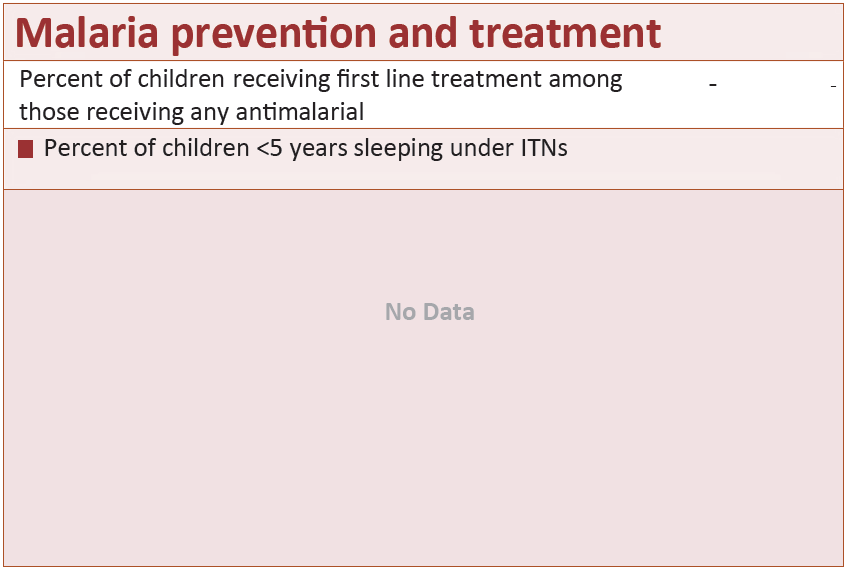 Malaria prevention and treatment
Percent of children receiving first line treatment among - -
those receiving any antimalarial
Percent of children <5 years sleeping under ITNs
No Data